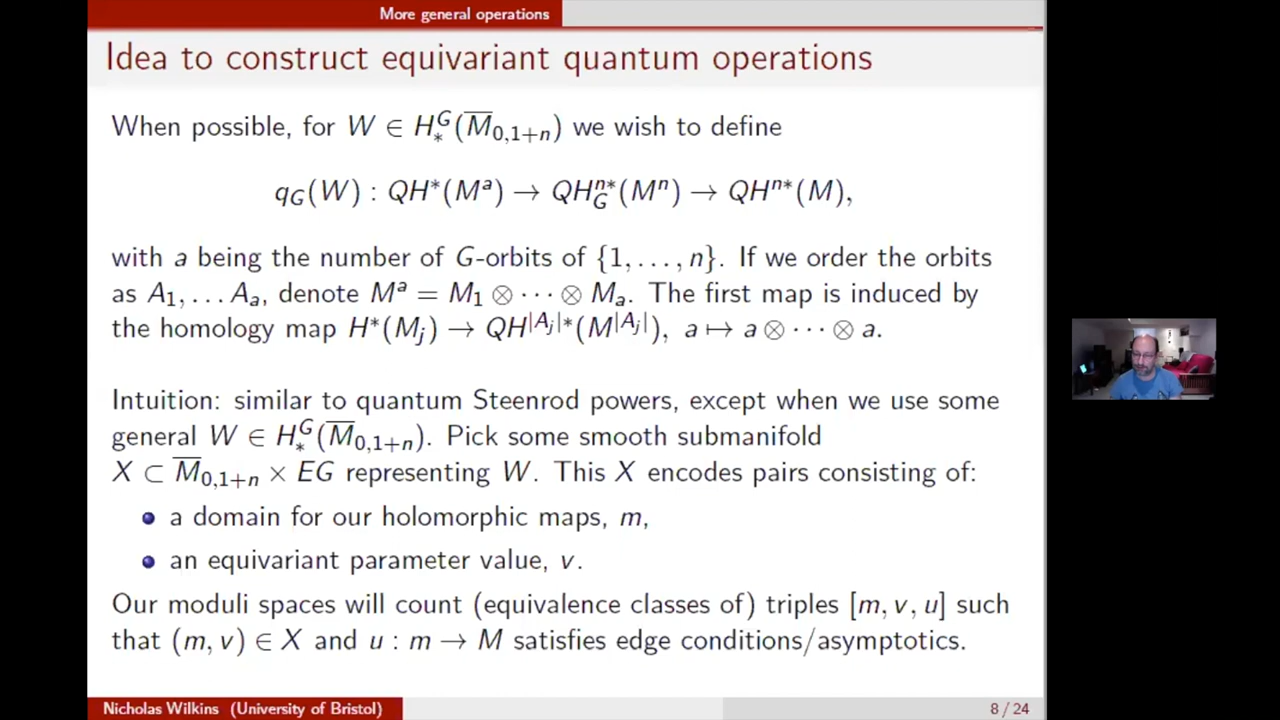 More general operations
Idea to construct equivariant quantum operations
When possible, for W ∈ H_*^G(M̅_{0,1+n}) we wish to define
q_G(W) : QH^*(M^a) → QH_G^{n*}(M^n) → QH^{n*}(M),
with a being the number of G-orbits of {1, . . . , n}. If we order the orbits
as A_1, . . . A_a, denote M^a = M_1 ⊗ · · · ⊗ M_a. The first map is induced by
the homology map H^*(M_j) → QH^{|A_j|*}(M^{|A_j|}), a ↦ a ⊗ · · · ⊗ a.
Intuition: similar to quantum Steenrod powers, except when we use some
general W ∈ H_*^G(M̅_{0,1+n}). Pick some smooth submanifold
X ⊂ M̅_{0,1+n} × EG representing W. This X encodes pairs consisting of:
a domain for our holomorphic maps, m,
an equivariant parameter value, v.
Our moduli spaces will count (equivalence classes of) triples [m, v, u] such
that (m, v) ∈ X and u : m → M satisfies edge conditions/asymptotics.
Nicholas Wilkins (University of Bristol)
8 / 24